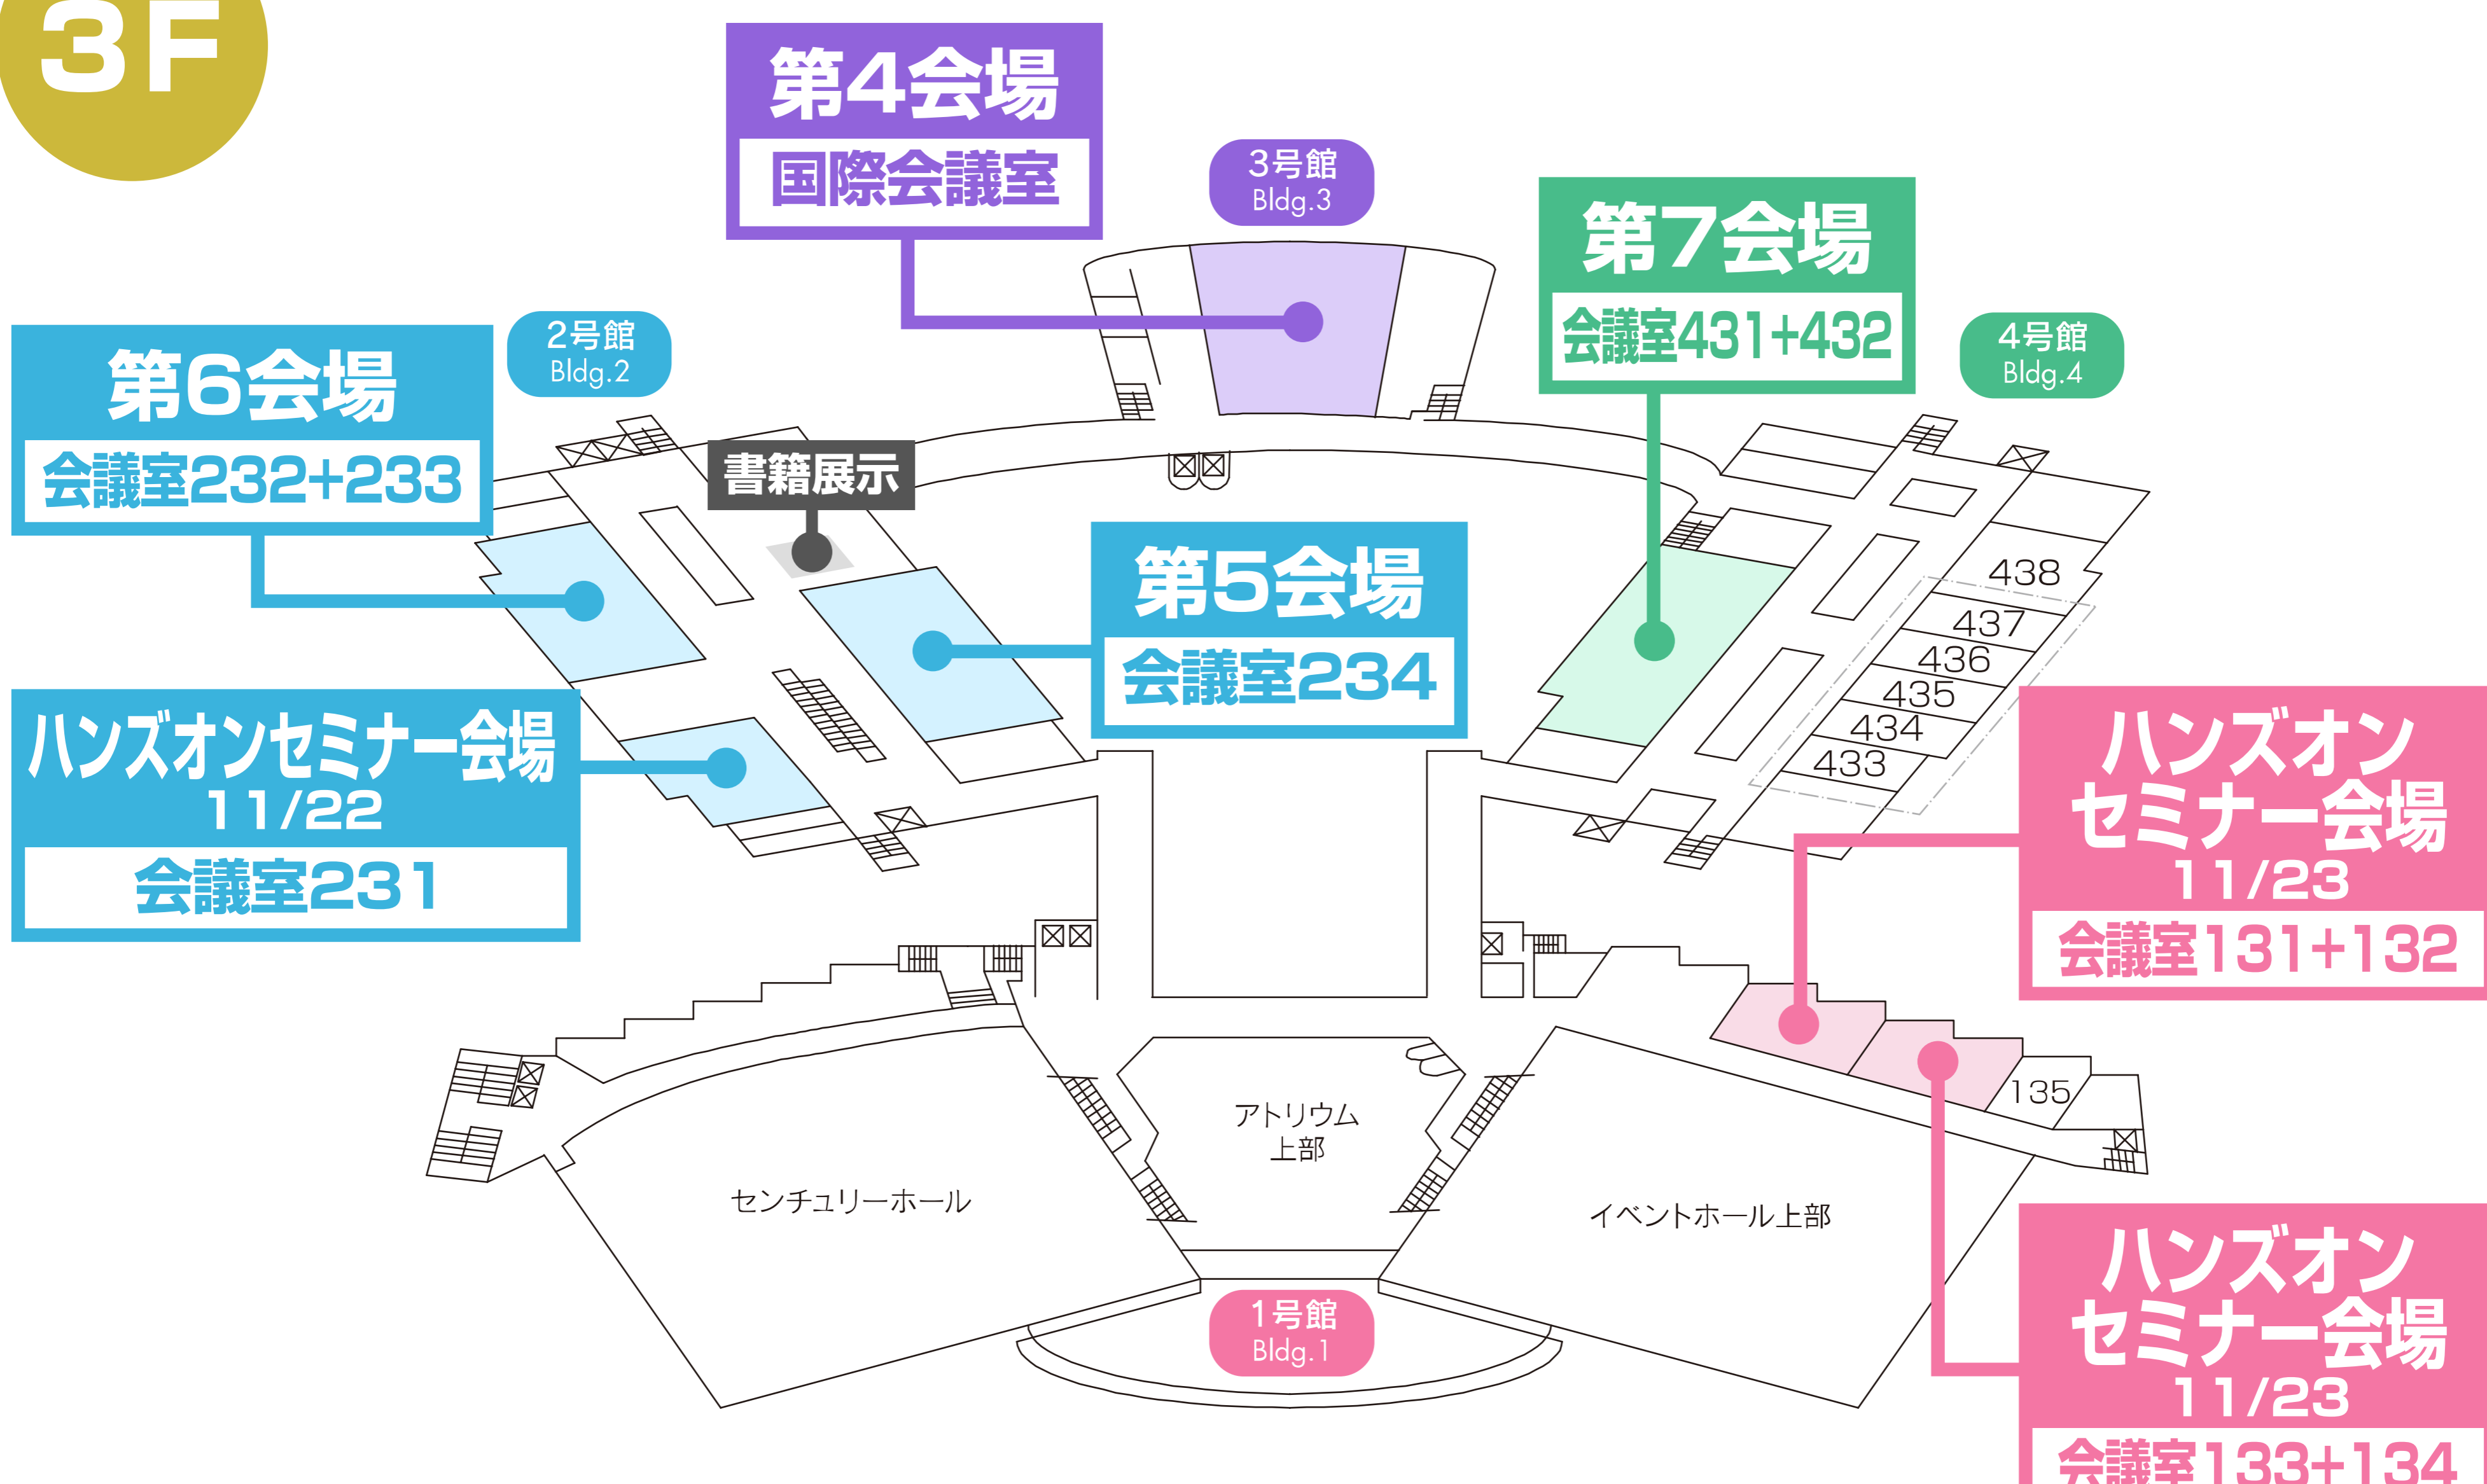 3F
第4会場
国際会議室
3号館
Bldg.3
第7会場
会議室431+432
4号館
Bldg.4
2号館
Bldg.2
第6会場
会議室232+233
書籍展示
第5会場
会議室234
438
437
436
435
434
433
ハンズオンセミナー会場
11/22
会議室231
ハンズオン
セミナー会場
11/23
会議室131+132
135
アトリウム
上部
センチュリーホール
イベントホール上部
1号館
Bldg.1
ハンズオン
セミナー会場
11/23
会議室133+134